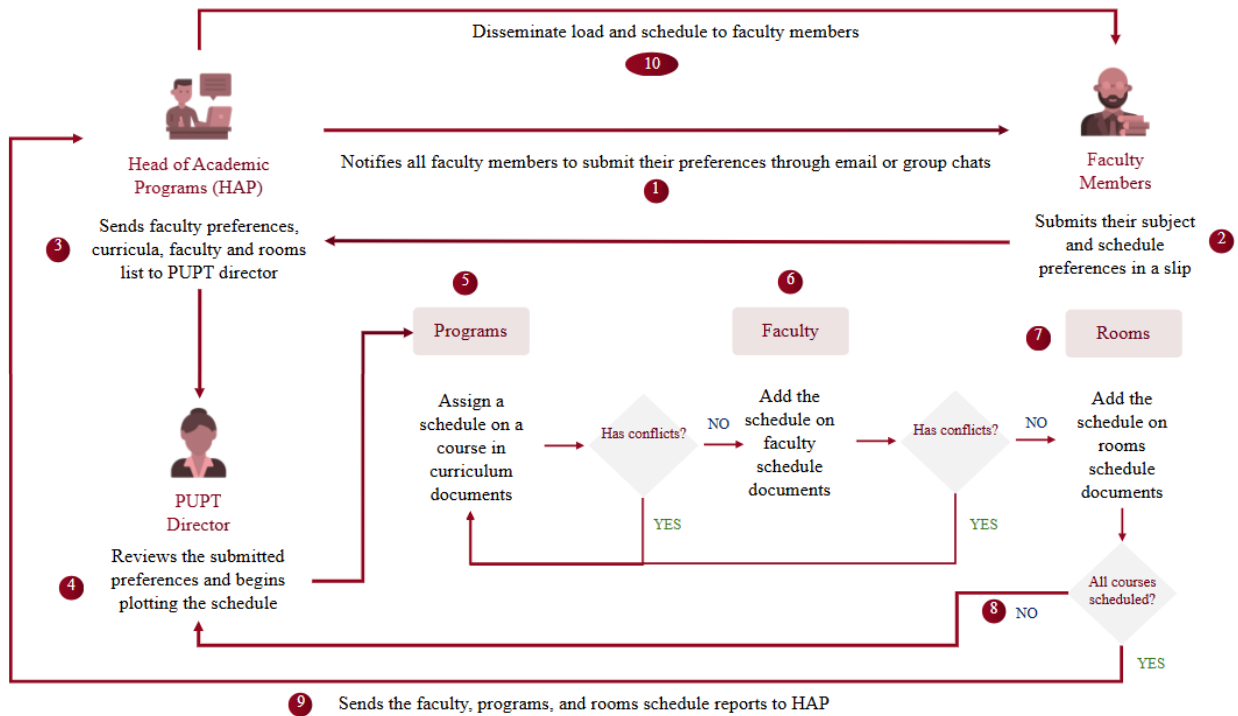 Disseminate load and schedule to faculty members
10
Head of Academic
Programs (HAP)
Notifies all faculty members to submit their preferences through email or group chats
1
Faculty
Members
3
Sends faculty preferences,
curricula, faculty and rooms
list to PUPT director
Submits their subject
and schedule
preferences in a slip
2
5
Programs
6
Faculty
7
Rooms
Assign a
schedule on a
course in
curriculum
documents
Has conflicts?
NO
YES
Add the
schedule on
faculty
schedule
documents
Has conflicts?
NO
YES
Add the
schedule on
rooms
schedule
documents
PUPT
Director
4
Reviews the submitted
preferences and begins
plotting the schedule
All courses
scheduled?
8
NO
YES
9
Sends the faculty, programs, and rooms schedule reports to HAP